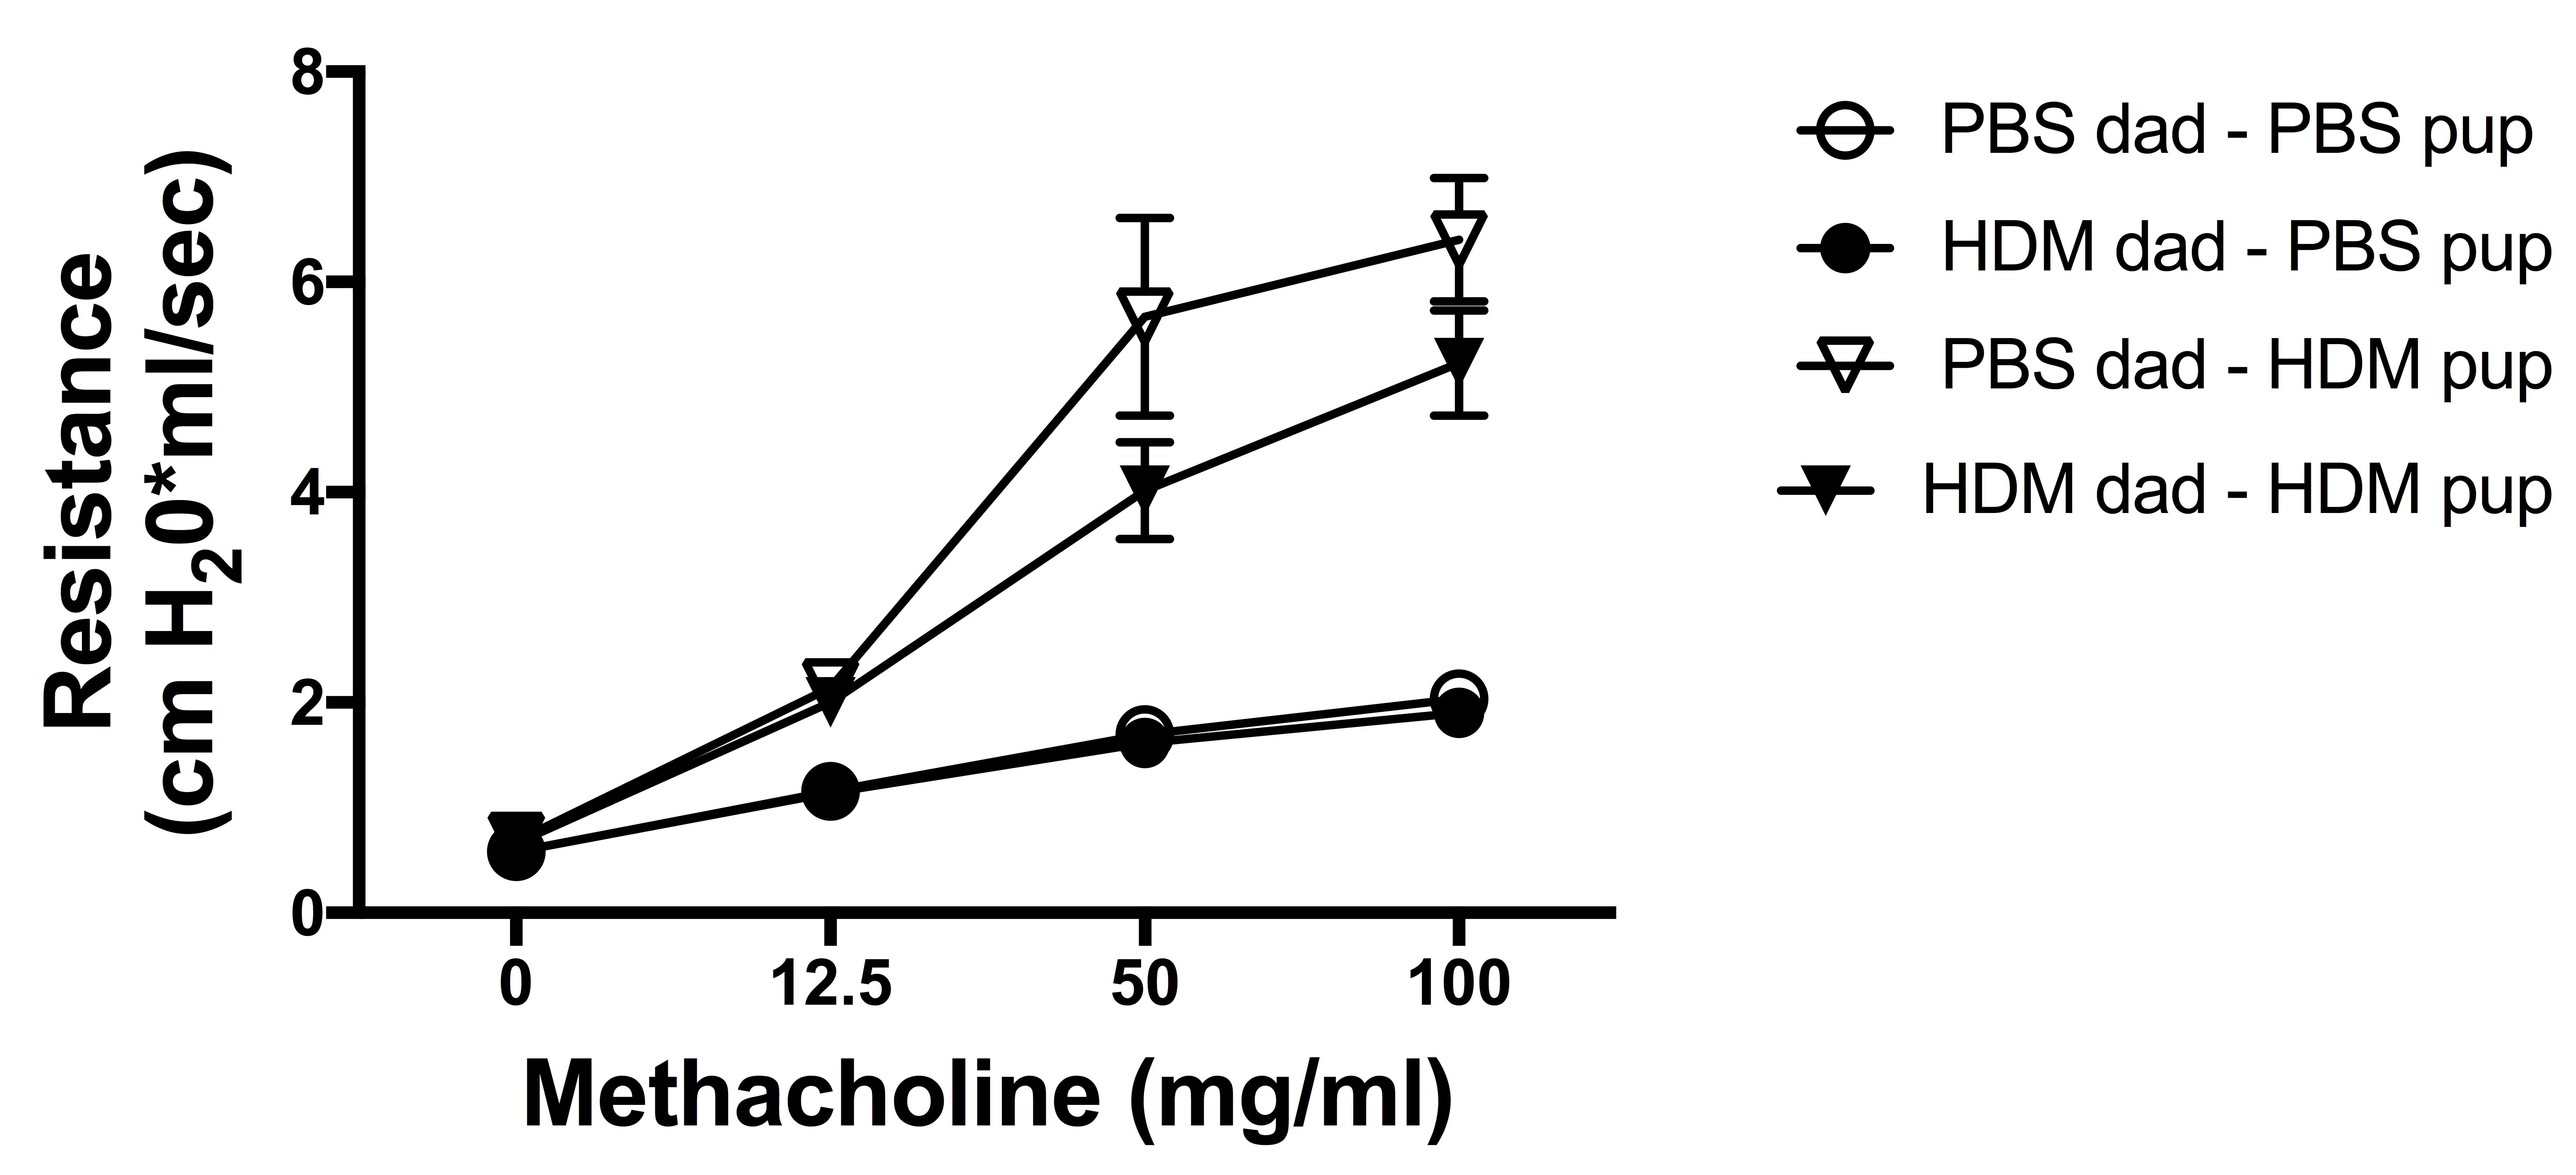 Resistance
(cm H20*ml/sec)
8
6
4
2
0
0 12.5 50 100
Methacholine (mg/ml)
PBS dad - PBS pup
HDM dad - PBS pup
PBS dad - HDM pup
HDM dad - HDM pup